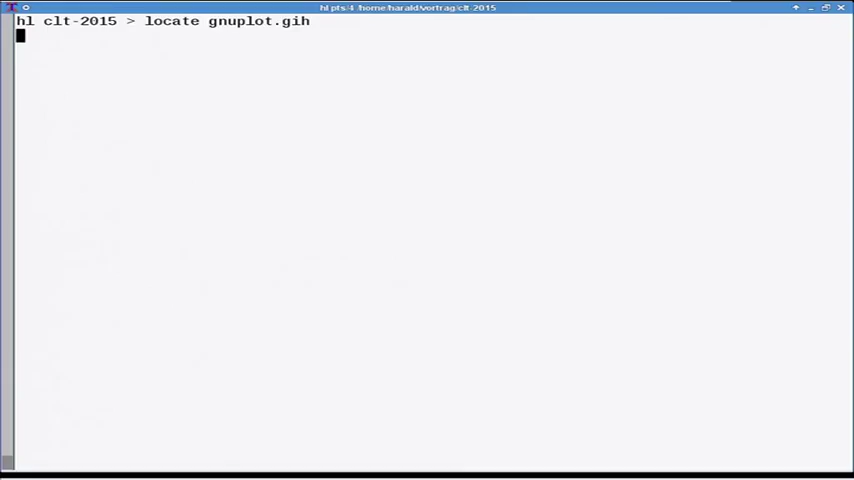 hl pts/4 /home/harald/vortrag/clt-2015
hl clt-2015 > locate gnuplot.gih